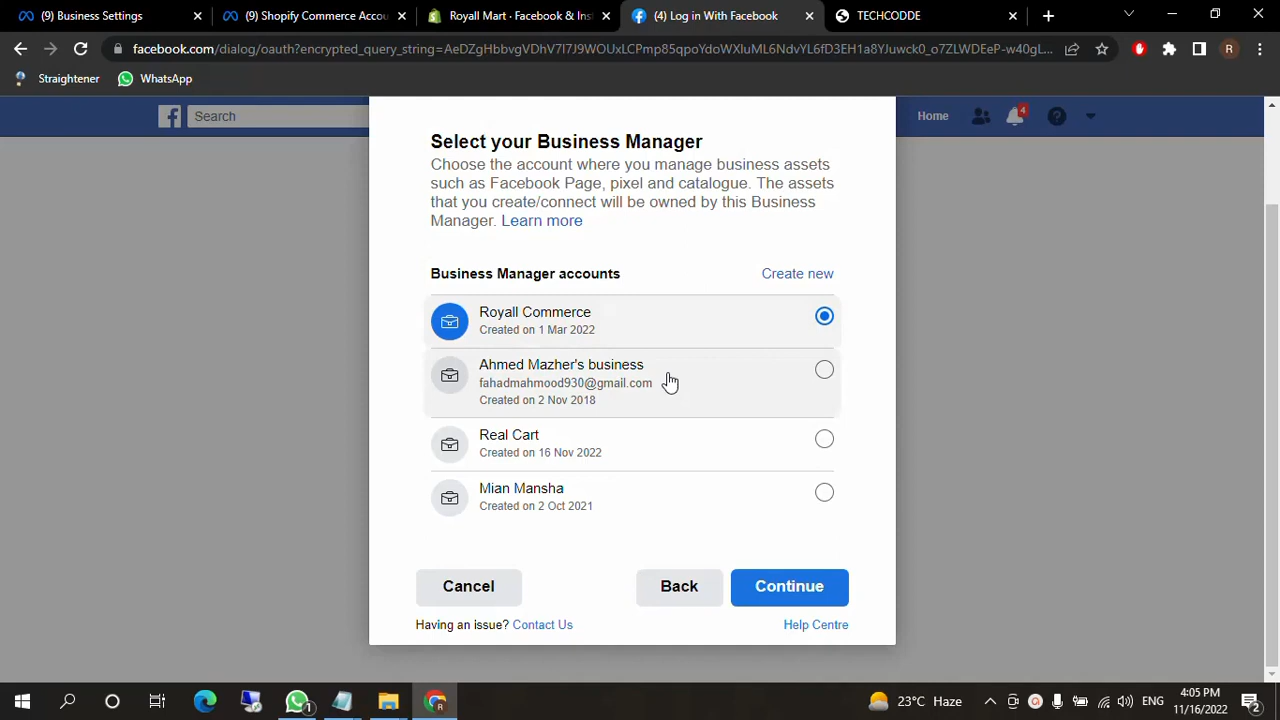 (9) Business Settings
(9) Shopify Commerce Accou
Royall Mart - Facebook & Inst
(4) Log in With Facebook
TECHCODDE
facebook.com/dialog/oauth?encrypted_query_string=AeDZgHbbvgVDhV7I7J9WOUxLCPmp85qpoYdoWXluML6NdvYL6fD3EH1a8YJuwck0_o7ZLWDEeP-w40gL...
R
Straightener
WhatsApp
Search
Home
4
Select your Business Manager
Choose the account where you manage business assets
such as Facebook Page, pixel and catalogue. The assets
that you create/connect will be owned by this Business
Manager. Learn more
Business Manager accounts
Create new
Royall Commerce
Created on 1 Mar 2022
Ahmed Mazher's business
fahadmahmood930@gmail.com
Created on 2 Nov 2018
Real Cart
Created on 16 Nov 2022
Mian Mansha
Created on 2 Oct 2021
Cancel
Back
Continue
Having an issue? Contact Us
Help Centre
1
R
23°C Haze
ENG
4:05 PM
11/16/2022
2